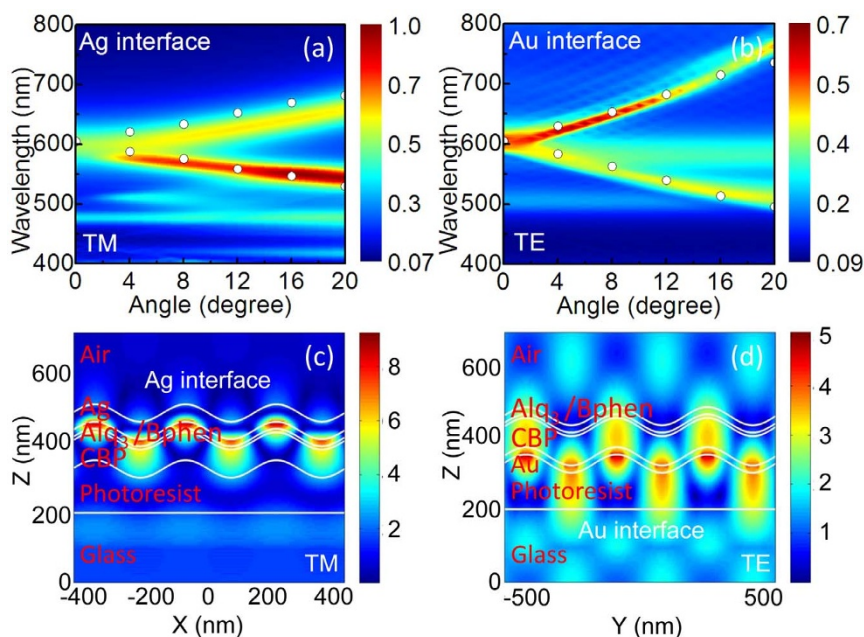 800
Ag interface
(a)
1.0
700
0.7
600
0.5
500
0.3
TM
400
0.07
0 4 8 12 16 20
Angle (degree)
Wavelength (nm)
800
Au interface
(b)
0.7
700
0.6
600
0.4
500
0.2
TE
400
0.09
0 4 8 12 16 20
Angle (degree)
Wavelength (nm)
Air
(c)
600
Ag interface
8
Ag
Alq3/Bphen
6
400
CBP
4
Photoresist
200
2
Glass
TM
0
-400 -200 0 200 400
X (nm)
Z (nm)
Air
(d)
5
600
4
Alq3/Bphen
400
CBP
3
Au
Photoresist
2
200
Au interface
1
Glass
TE
0
0
-500 500
Y (nm)
Z (nm)